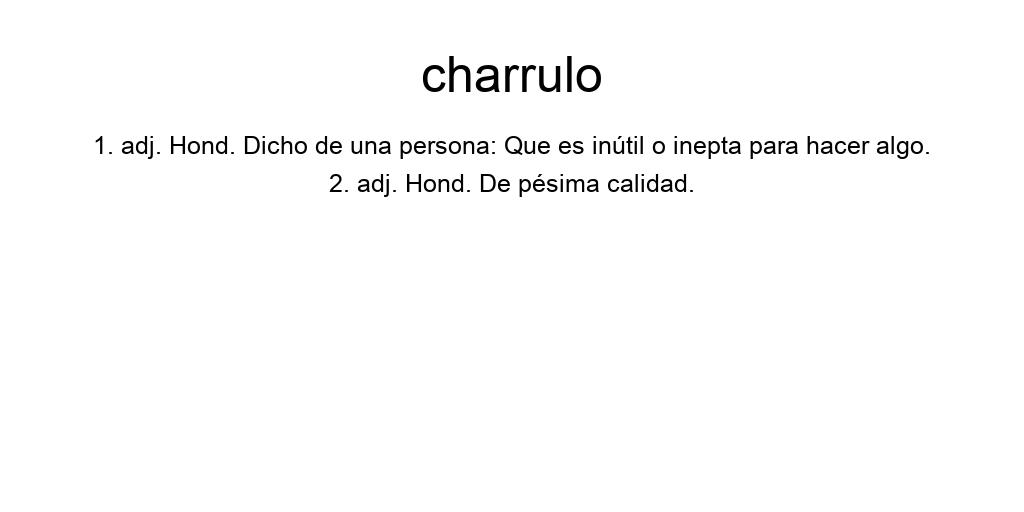 charrulo
1. adj. Hond. Dicho de una persona: Que es inútil o inepta para hacer algo.
2. adj. Hond. De pésima calidad.